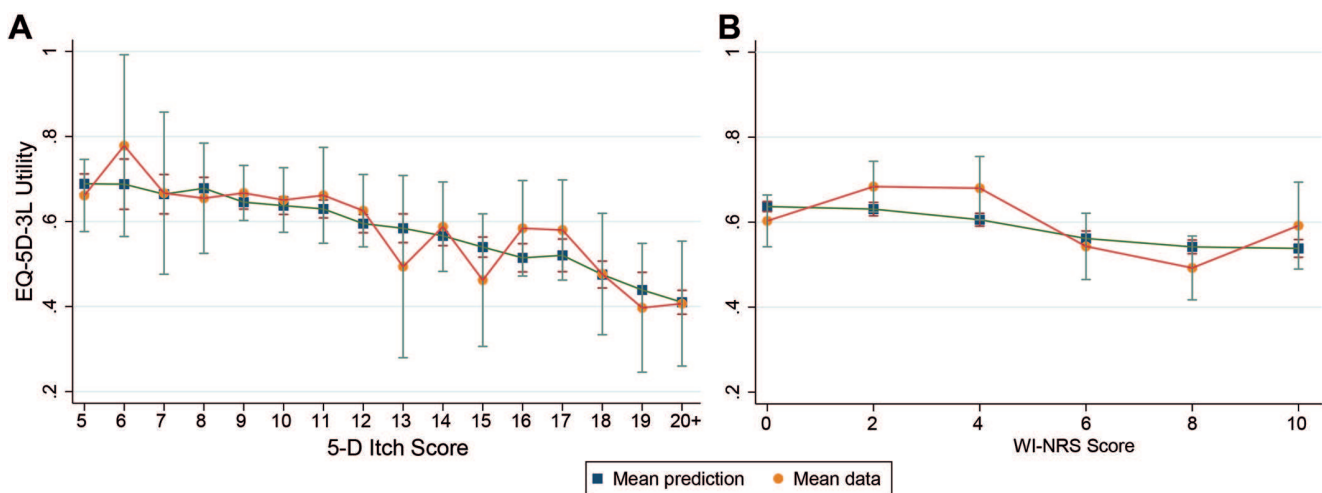 A
B
EQ-5D-3L Utility
1
.8
.6
.4
.2
5 6 7 8 9 10 11 12 13 14 15 16 17 18 19 20+
5-D Itch Score
1
.8
.6
.4
.2
0 2 4 6 8 10
WI-NRS Score
Mean prediction Mean data